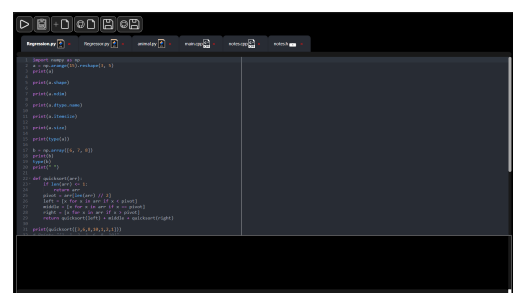 Regression.py
Regressor.py
animal.py
main.cpp
notes.cpp
notes.h
import numpy as np
a = np.arange(15).reshape(3, 5)
print(a)
print(a.shape)
print(a.ndim)
print(a.dtype.name)
print(a.itemsize)
print(a.size)
print(type(a))
b = np.array([6, 7, 8])
print(b)
type(b)
print(" ")
def quicksort(arr):
if len(arr) <= 1:
return arr
pivot = arr[len(arr) // 2]
left = [x for x in arr if x < pivot]
middle = [x for x in arr if x == pivot]
right = [x for x in arr if x > pivot]
return quicksort(left) + middle + quicksort(right)
print(quicksort([3,6,8,10,1,2,1]))